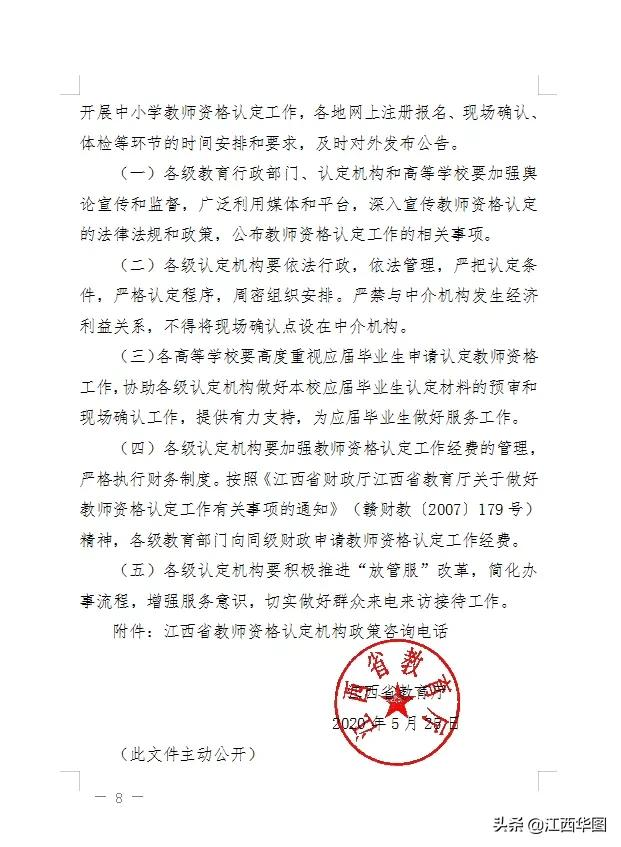 开展中小学教师资格认定工作，各地网上注册报名、现场确认、
体检等环节的时间安排和要求，及时对外发布公告。
（一）各级教育行政部门、认定机构和高等学校要加强舆
论宣传和监督，广泛利用媒体和平台，深入宣传教师资格认定
的法律法规和政策，公布教师资格认定工作的相关事项。
（二）各级认定机构要依法行政，依法管理，严把认定条
件，严格认定程序，周密组织安排。严禁与中介机构发生经济
利益关系，不得将现场确认点设在中介机构。
（三）各高等学校要高度重视应届毕业生申请认定教师资格
工作，协助各级认定机构做好本校应届毕业生认定材料的预审和
现场确认工作，提供有力支持，为应届毕业生做好服务工作。
（四）各级认定机构要加强教师资格认定工作经费的管理，
严格执行财务制度。按照《江西省财政厅江西省教育厅关于做好
教师资格认定工作有关事项的通知》（赣财教〔2007〕179号）
精神，各级教育部门向同级财政申请教师资格认定工作经费。
（五）各级认定机构要积极推进“放管服”改革，简化办
事流程，增强服务意识，切实做好群众来电来访接待工作。
附件：江西省教师资格认定机构政策咨询电话
江西省教育厅
江西省教育厅
2020年5月23日
（此文件主动公开）
— 8 —
头条 @江西华图